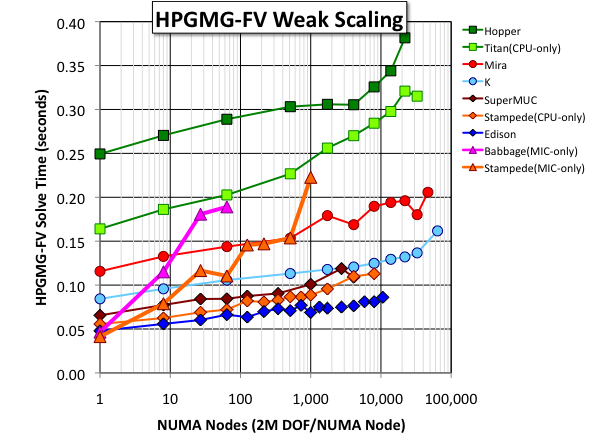 HPGMG-FV Weak Scaling
HPGMG-FV Solve Time (seconds)
0.40
0.35
0.30
0.25
0.20
0.15
0.10
0.05
0.00
1
10
100
1,000
10,000
100,000
NUMA Nodes (2M DOF/NUMA Node)
Hopper
Titan(CPU-only)
Mira
K
SuperMUC
Stampede(CPU-only)
Edison
Babbage(MIC-only)
Stampede(MIC-only)